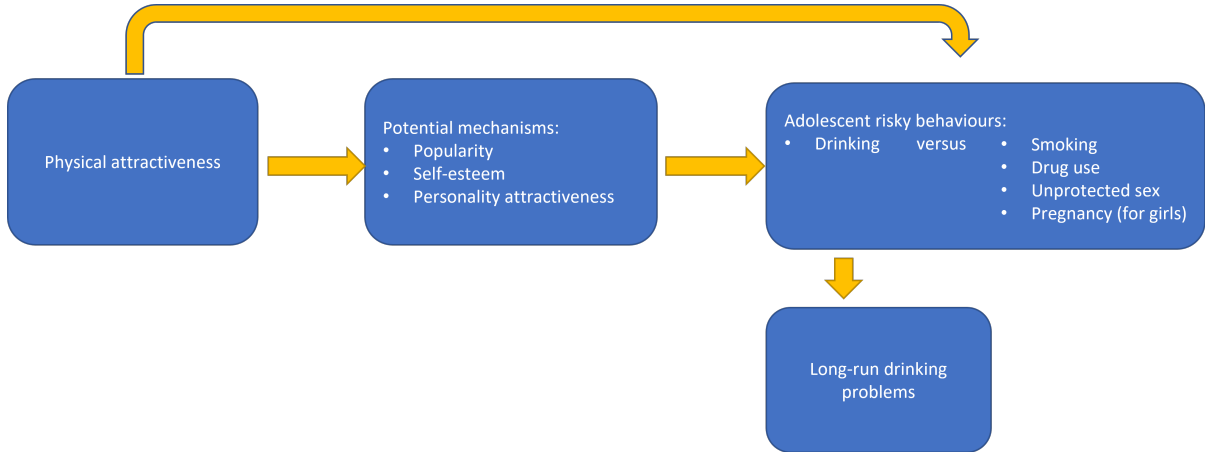 Physical attractiveness
Potential mechanisms:
• Popularity
• Self-esteem
• Personality attractiveness
Adolescent risky behaviours:
• Drinking versus
• Smoking
• Drug use
• Unprotected sex
• Pregnancy (for girls)
Long-run drinking
problems